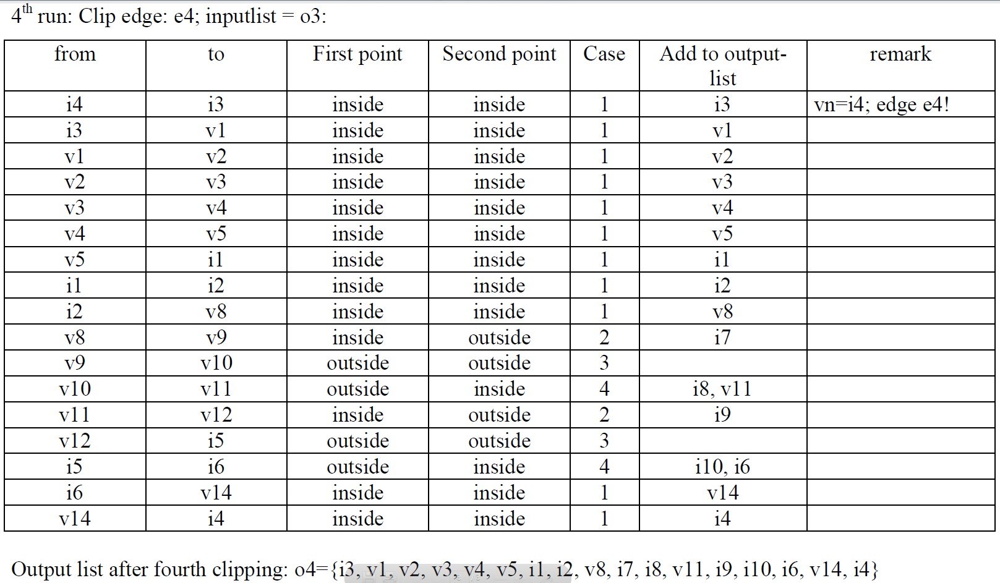 4th run: Clip edge: e4; inputlist = o3:
from to First point Second point Case Add to output-list remark
i4 i3 inside inside 1 i3 vn=i4; edge e4!
i3 v1 inside inside 1 v1
v1 v2 inside inside 1 v2
v2 v3 inside inside 1 v3
v3 v4 inside inside 1 v4
v4 v5 inside inside 1 v5
v5 i1 inside inside 1 i1
i1 i2 inside inside 1 i2
i2 v8 inside inside 1 v8
v8 v9 inside outside 2 i7
v9 v10 outside outside 3
v10 v11 outside inside 4 i8, v11
v11 v12 inside outside 2 i9
v12 i5 outside outside 3
i5 i6 outside inside 4 i10, i6
i6 v14 inside inside 1 v14
v14 i4 inside inside 1 i4
Output list after fourth clipping: o4={i3, v1, v2, v3, v4, v5, i1, i2, v8, i7, i8, v11, i9, i10, i6, v14, i4}